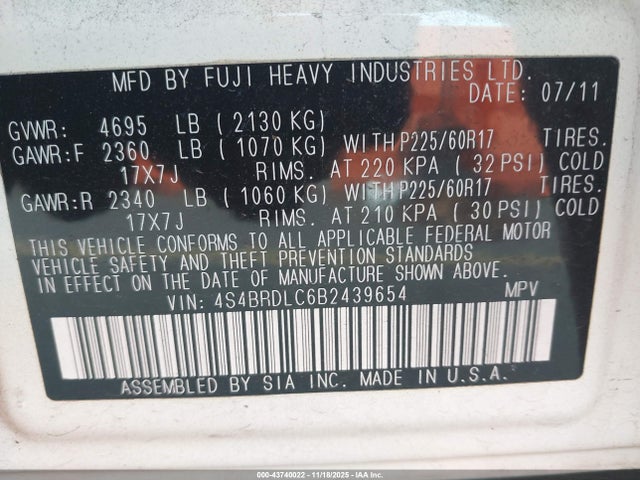 MFD BY FUJI HEAVY INDUSTRIES LTD.
DATE: 07/11
GVWR: 4695 LB ( 2130 KG)
GAWR:F 2360 LB ( 1070 KG) WITH P225/60R17 TIRES.
17X7J RIMS. AT 220 KPA ( 32 PSI) COLD
GAWR:R 2340 LB ( 1060 KG) WITH P225/60R17 TIRES.
17X7J RIMS. AT 210 KPA ( 30 PSI) COLD
THIS VEHICLE CONFORMS TO ALL APPLICABLE FEDERAL MOTOR
VEHICLE SAFETY AND THEFT PREVENTION STANDARDS
IN EFFECT ON THE DATE OF MANUFACTURE SHOWN ABOVE.
VIN: 4S4BRDLC6B2439654 MPV
ASSEMBLED BY SIA INC. MADE IN U.S.A.
000-43740022 - 11/18/2025 - IAAI.com